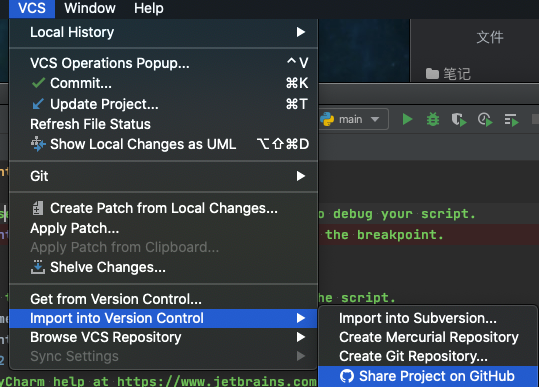 VCS Window Help
Local History
文件
VCS Operations Popup... ⌃V
笔记
Commit... ⌘K
Update Project... ⌘T
main
Refresh File Status
Show Local Changes as UML ⌥⇧⌘D
Git
Create Patch from Local Changes...
o debug your script.
Apply Patch...
the breakpoint.
Apply Patch from Clipboard...
Shelve Changes...
Get from Version Control...
he script.
Import into Version Control
Import into Subversion...
Browse VCS Repository
Create Mercurial Repository
Sync Settings
Create Git Repository...
yCharm help at https://www.jetbrains.com
Share Project on GitHub